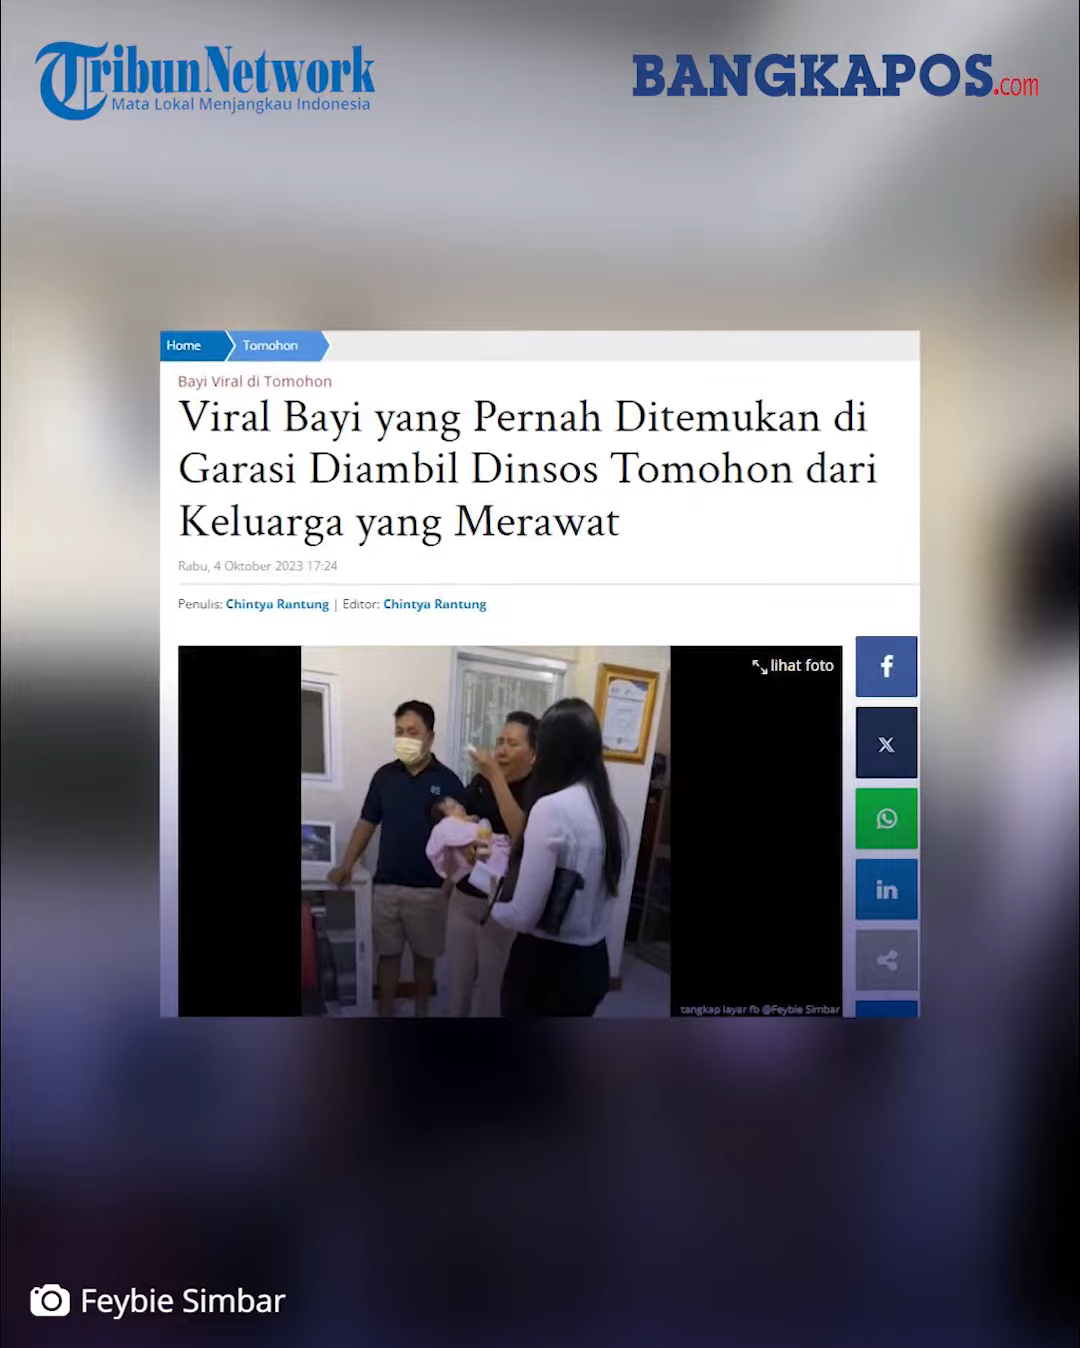 TribunNetwork
Mata Lokal Menjangkau Indonesia
BANGKAPOS.com
Home
Tomohon
Bayi Viral di Tomohon
Viral Bayi yang Pernah Ditemukan di
Garasi Diambil Dinsos Tomohon dari
Keluarga yang Merawat
Rabu, 4 Oktober 2023 17:24
Penulis: Chintya Rantung | Editor: Chintya Rantung
lihat foto
tangkap layar fb @Feybie Simbar
Feybie Simbar